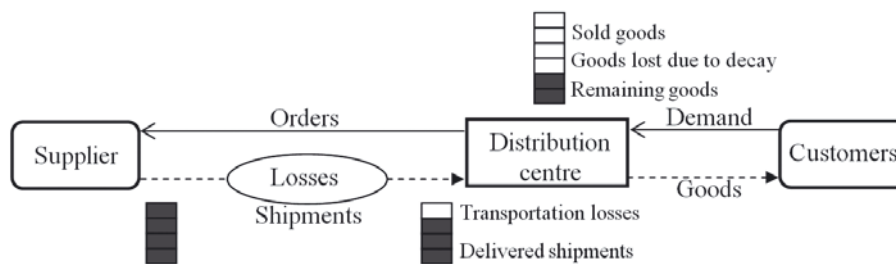 Sold goods
Goods lost due to decay
Remaining goods
Orders
Demand
Supplier
Losses
Distribution
centre
Customers
Shipments
Goods
Transportation losses
Delivered shipments